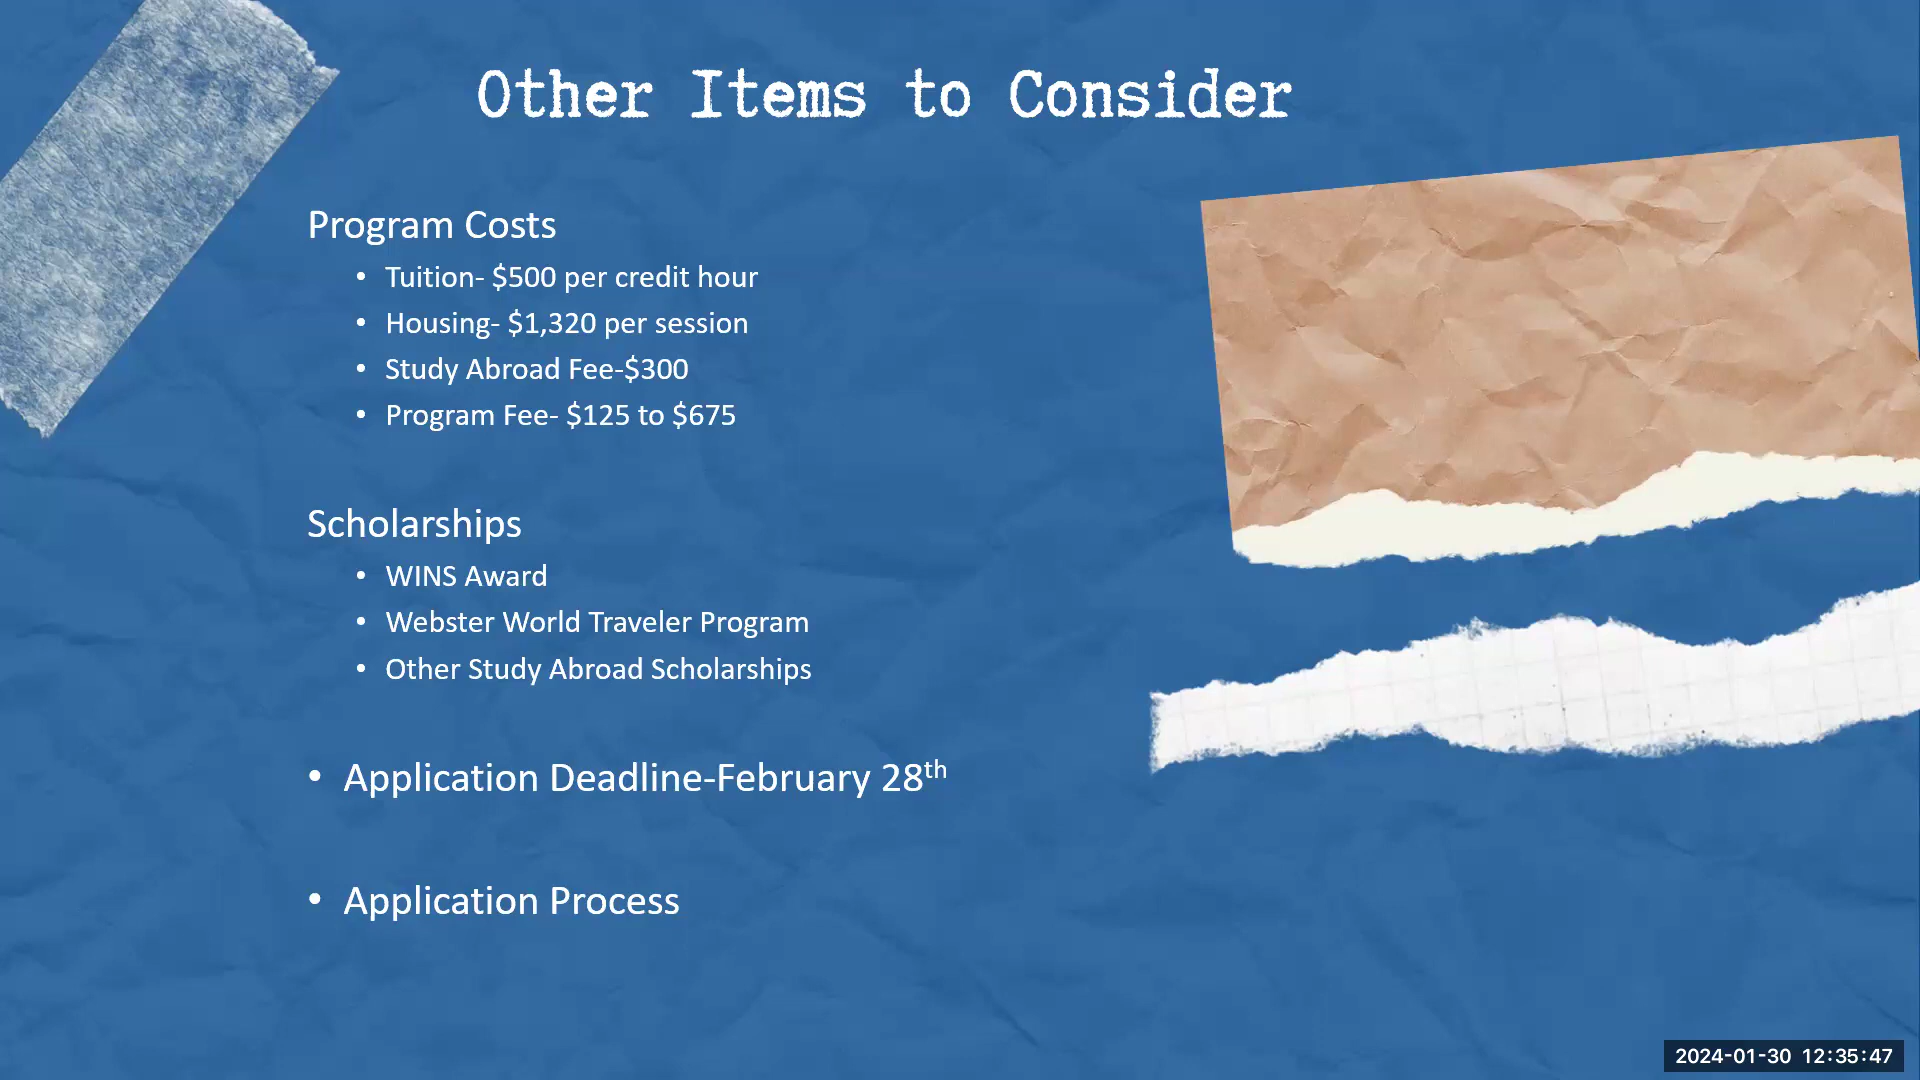 Other Items to Consider
Program Costs
• Tuition- $500 per credit hour
• Housing- $1,320 per session
• Study Abroad Fee-$300
• Program Fee- $125 to $675
Scholarships
• WINS Award
• Webster World Traveler Program
• Other Study Abroad Scholarships
• Application Deadline-February 28th
• Application Process
2024-01-30 12:35:47